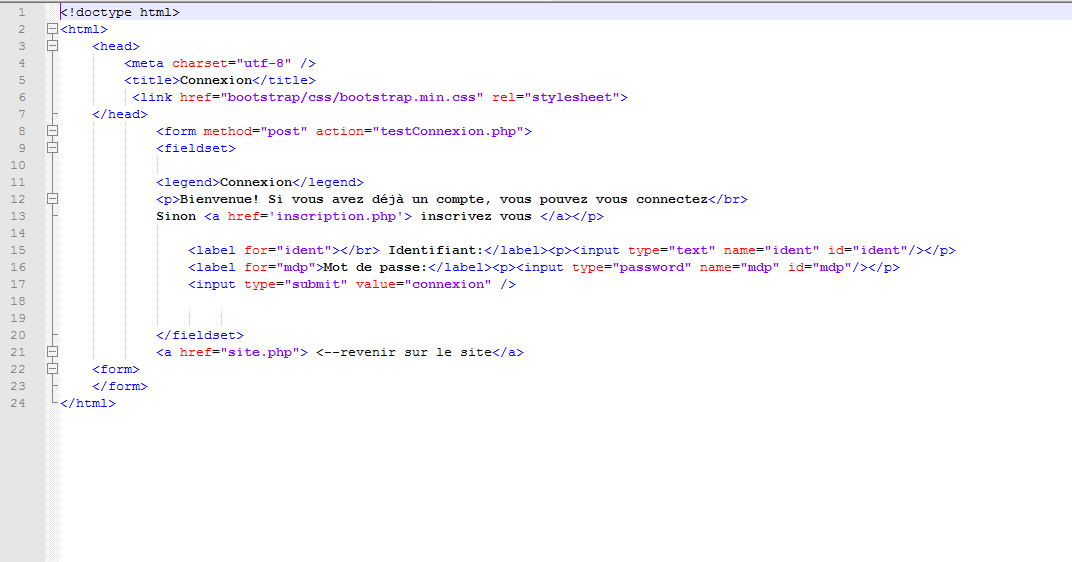 1 <!doctype html>
2 <html>
3 <head>
4 <meta charset="utf-8" />
5 <title>Connexion</title>
6 <link href="bootstrap/css/bootstrap.min.css" rel="stylesheet">
7 </head>
8 <form method="post" action="testConnexion.php">
9 <fieldset>
10
11 <legend>Connexion</legend>
12 <p>Bienvenue! Si vous avez déjà un compte, vous pouvez vous connectez</br>
13 Sinon <a href='inscription.php'> inscrivez vous </a></p>
14
15 <label for="ident"></br> Identifiant:</label><p><input type="text" name="ident" id="ident"/></p>
16 <label for="mdp">Mot de passe:</label><p><input type="password" name="mdp" id="mdp"/></p>
17 <input type="submit" value="connexion" />
18
19
20 </fieldset>
21 <a href="site.php"> <--revenir sur le site</a>
22 <form>
23 </form>
24 </html>